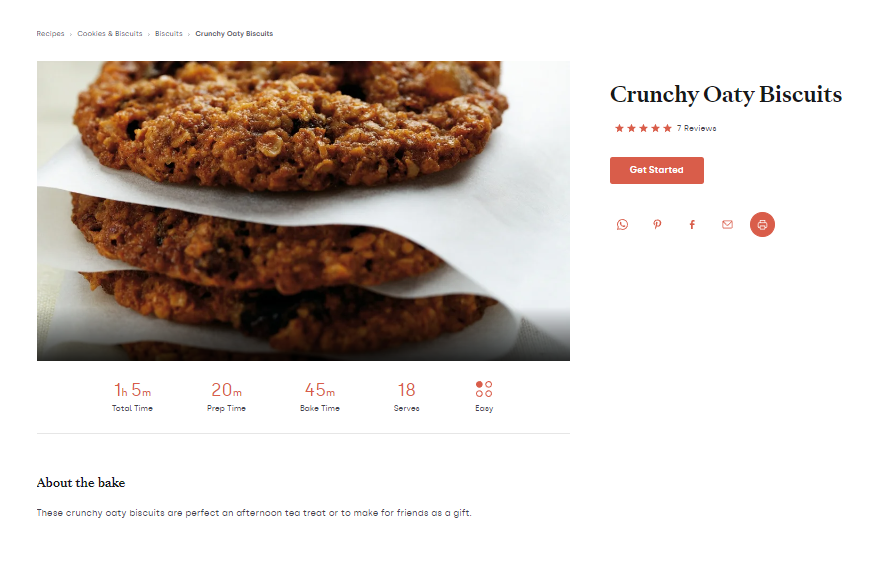 Recipes › Cookies & Biscuits › Biscuits › Crunchy Oaty Biscuits
Crunchy Oaty Biscuits
7 Reviews
Get Started
1h 5m 20m 45m 18
Total Time Prep Time Bake Time Serves Easy
About the bake
These crunchy oaty biscuits are perfect an afternoon tea treat or to make for friends as a gift.